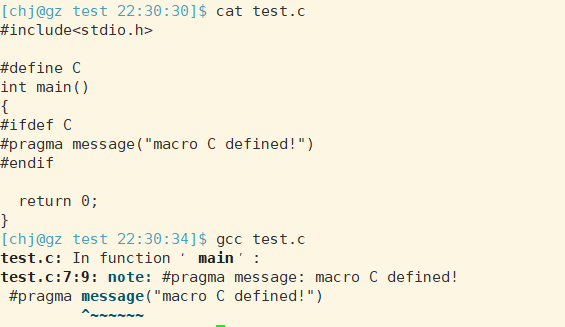 [chj@gz test 22:30:30]$ cat test.c
#include<stdio.h>
#define C
int main()
{
#ifdef C
#pragma message("macro C defined!")
#endif
  return 0;
}
[chj@gz test 22:30:34]$ gcc test.c
test.c: In function ‘ main’ :
test.c:7:9: note: #pragma message: macro C defined!
 #pragma message("macro C defined!")
         ^~~~~~~